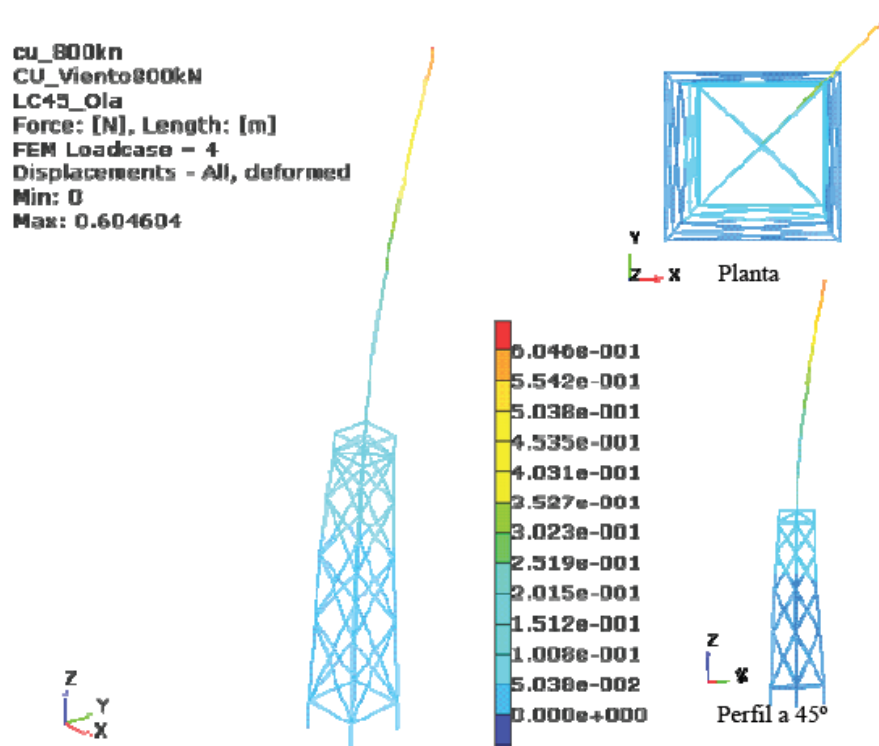 cu_800kn
CU_Viento800kN
LC45_Ola
Force: [N], Length: [m]
FEM Loadcase = 4
Displacements - All, deformed
Min: 0
Max: 0.604604
Z
Y
X
6.046e-001
5.542e-001
5.038e-001
4.535e-001
4.031e-001
3.527e-001
3.023e-001
2.519e-001
2.015e-001
1.512e-001
1.008e-001
5.038e-002
0.000e+000
Y
Z X
Planta
Z
Perfil a 45º